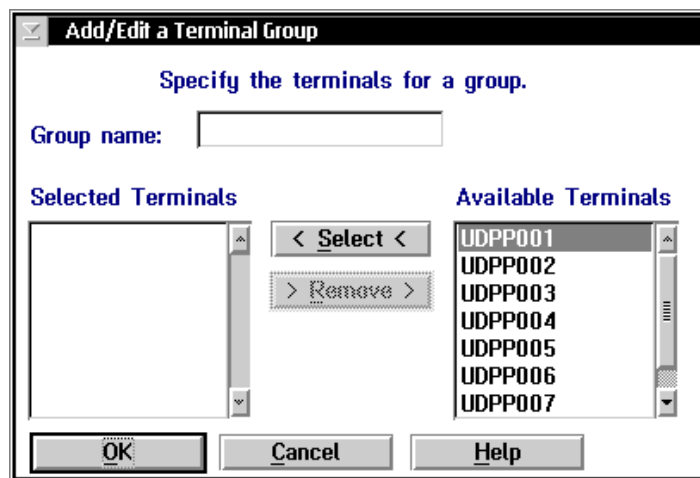 Add/Edit a Terminal Group
Specify the terminals for a group.
Group name:
Selected Terminals
Available Terminals
< Select <
> Remove >
UDPP001
UDPP002
UDPP003
UDPP004
UDPP005
UDPP006
UDPP007
OK
Cancel
Help